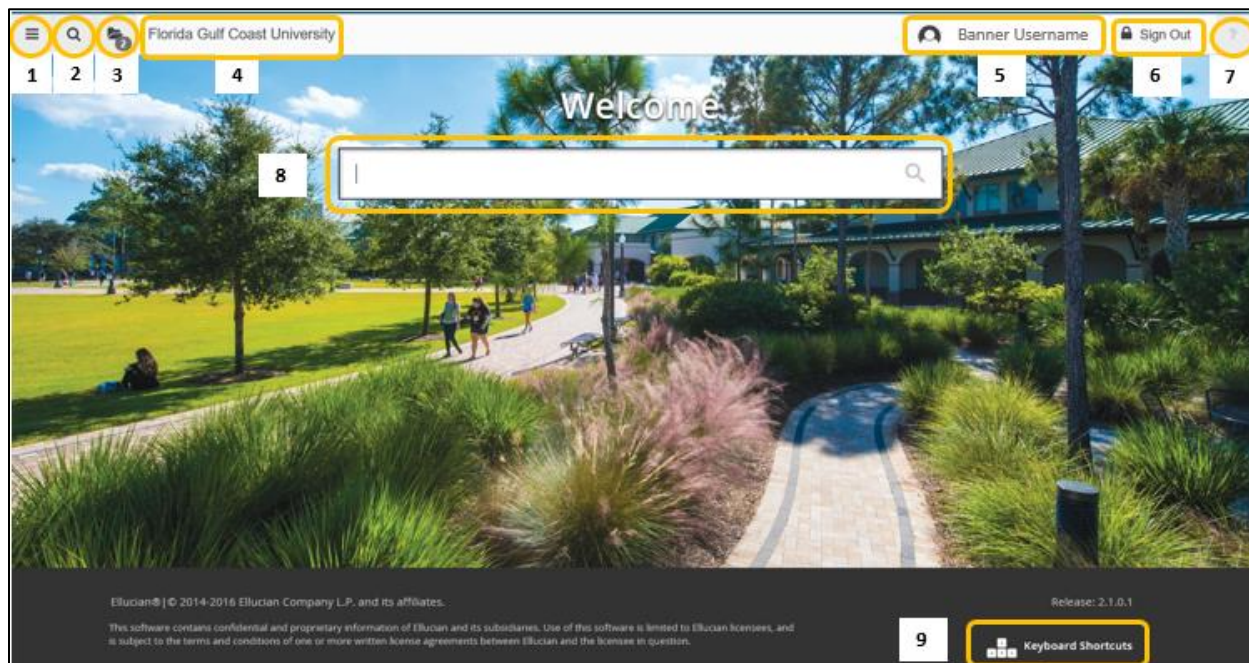 Florida Gulf Coast University
Banner Username
Sign Out
?
2
1
2
3
4
5
6
7
Welcome
8
Ellucian®|© 2014-2016 Ellucian Company L.P. and its affiliates.
Release: 2.1.0.1
This software contains confidential and proprietary information of Ellucian and its subsidiaries. Use of this software is limited to Ellucian licensees, and
is subject to the terms and conditions of one or more written license agreements between Ellucian and the licensee in question.
9
Keyboard Shortcuts